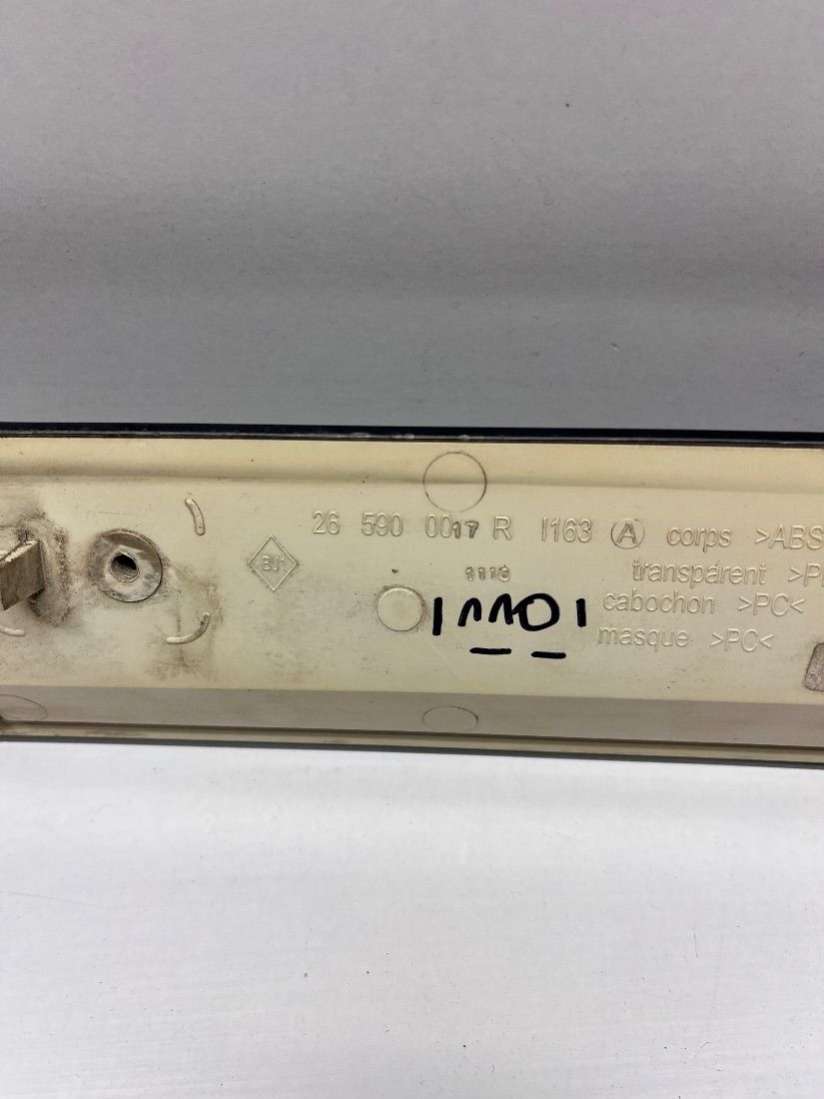 26 590 0017 R I163 A corps >ABS
transparent
cabochon >PC<
masque >PC<